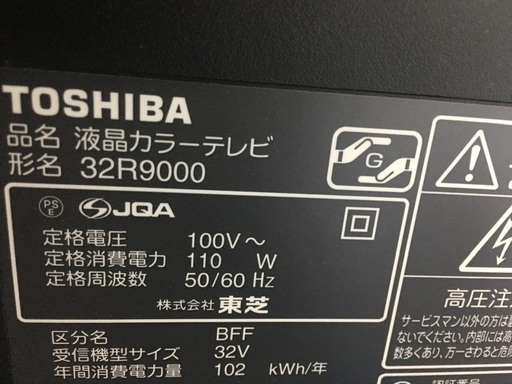 TOSHIBA
品名 液晶カラーテレビ
形名 32R9000
G
PS
E
JQA
定格電圧 100V～
定格消費電力 110 W
定格周波数 50/60 Hz
株式会社 東芝
区分名 BFF
受信機型サイズ 32V
年間消費電力量 102 kWh/年
高圧注
サービスマン以外の方は
ないでください。内部には高
数多くあり、万一さわると危険